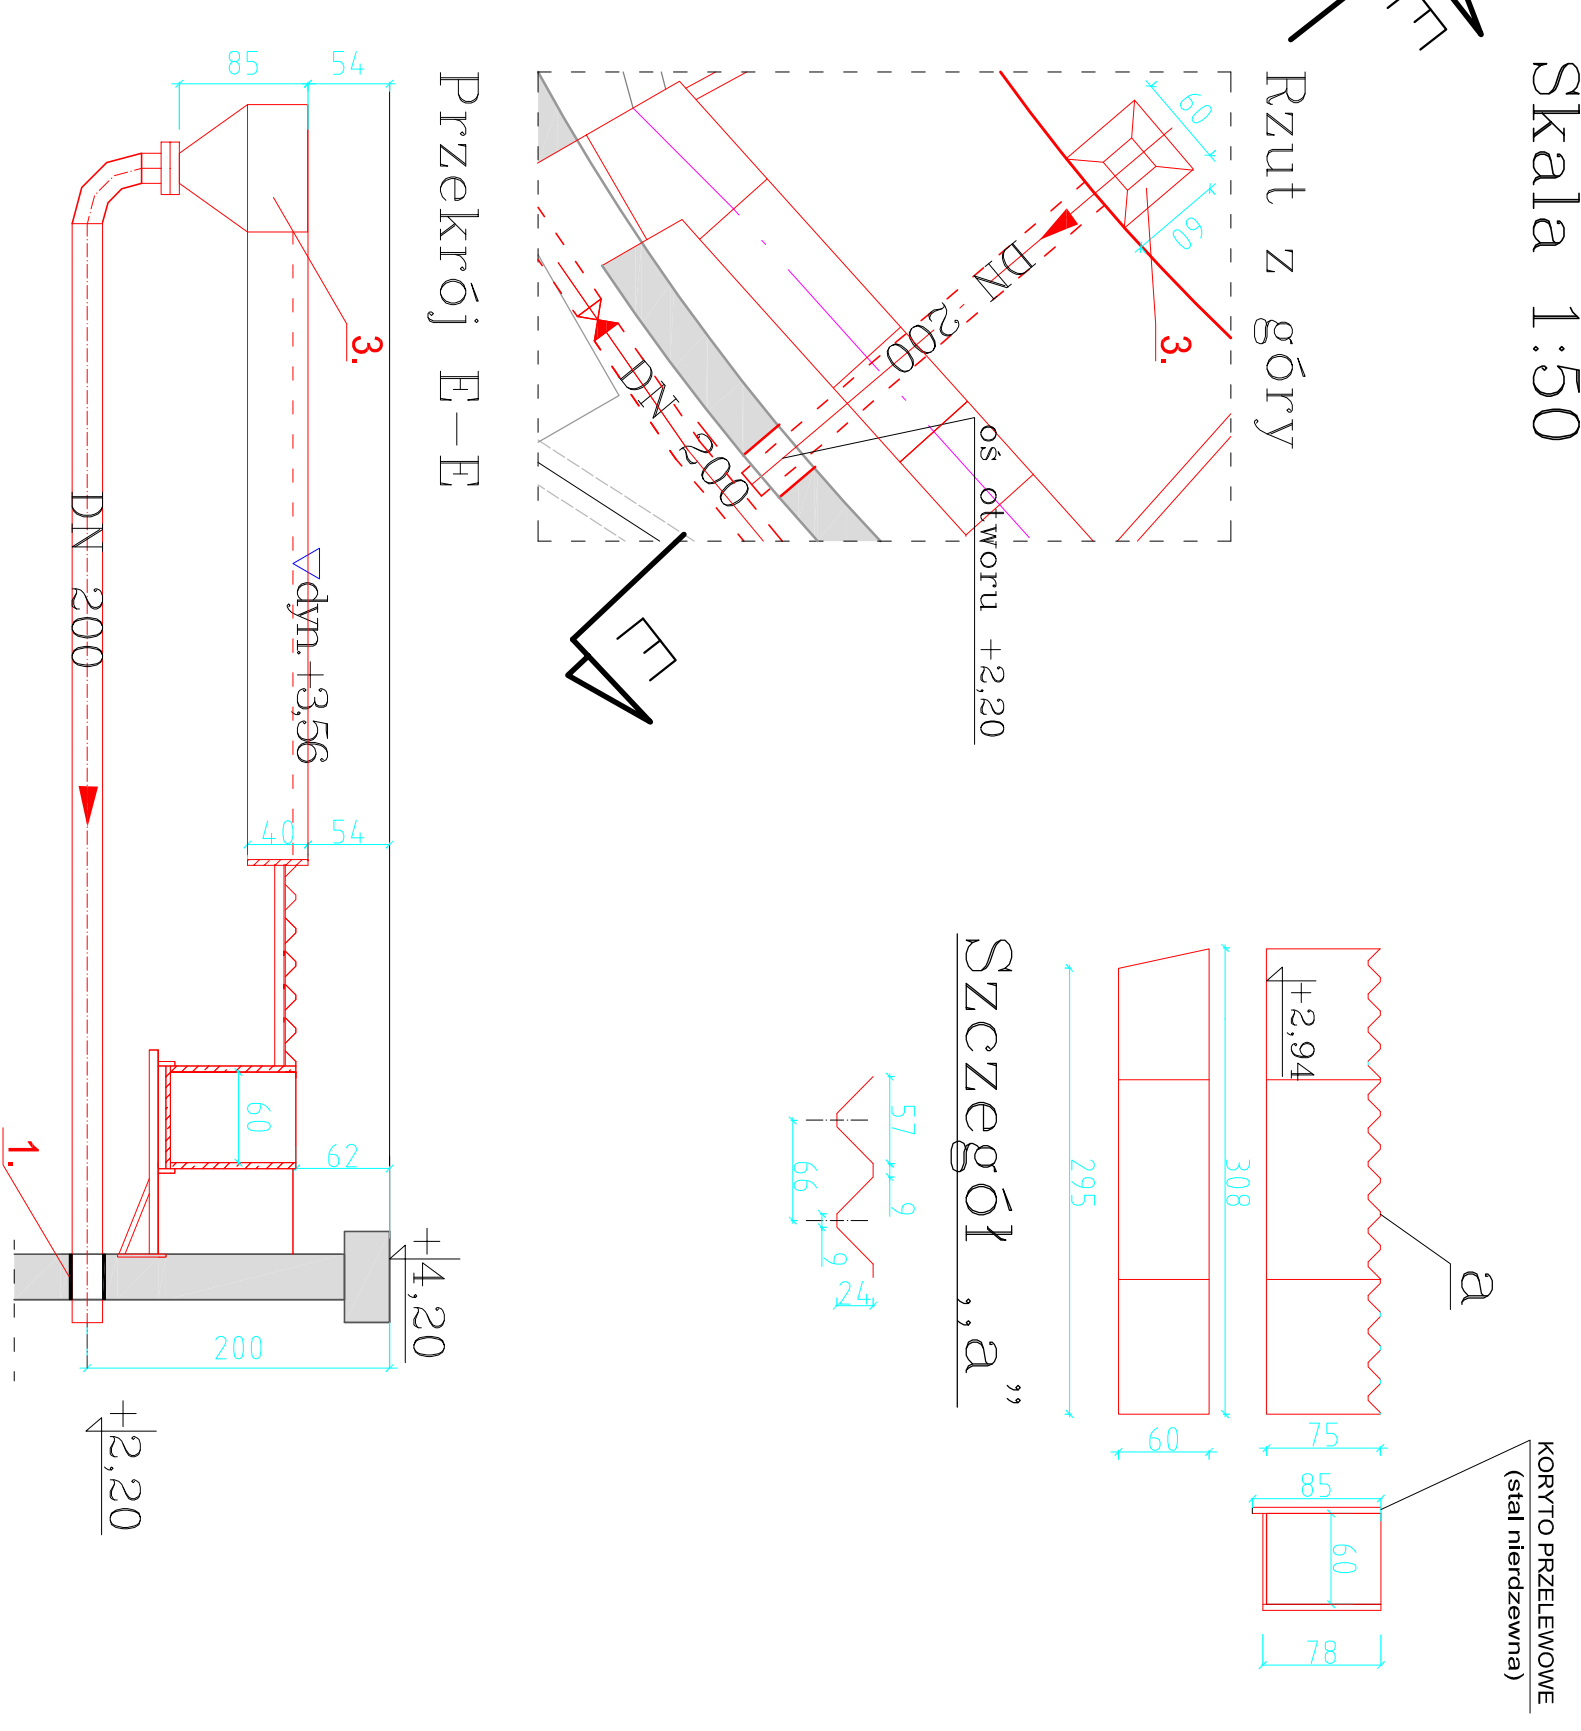 Skala 1:50
E
Rzut z góry
60
60
3.
DN 200
DN 200
oś otworu +2,20
E
Przekrój E-E
54
85
3.
dyn. +3,56
DN 200
54
40
60
62
1.
+4,20
200
+2,20
+2,94
a
308
295
75
60
Szczegół ,,a”
57
9
66
9
24
KORYTO PRZELEWOWE
(stal nierdzewna)
85
60
78